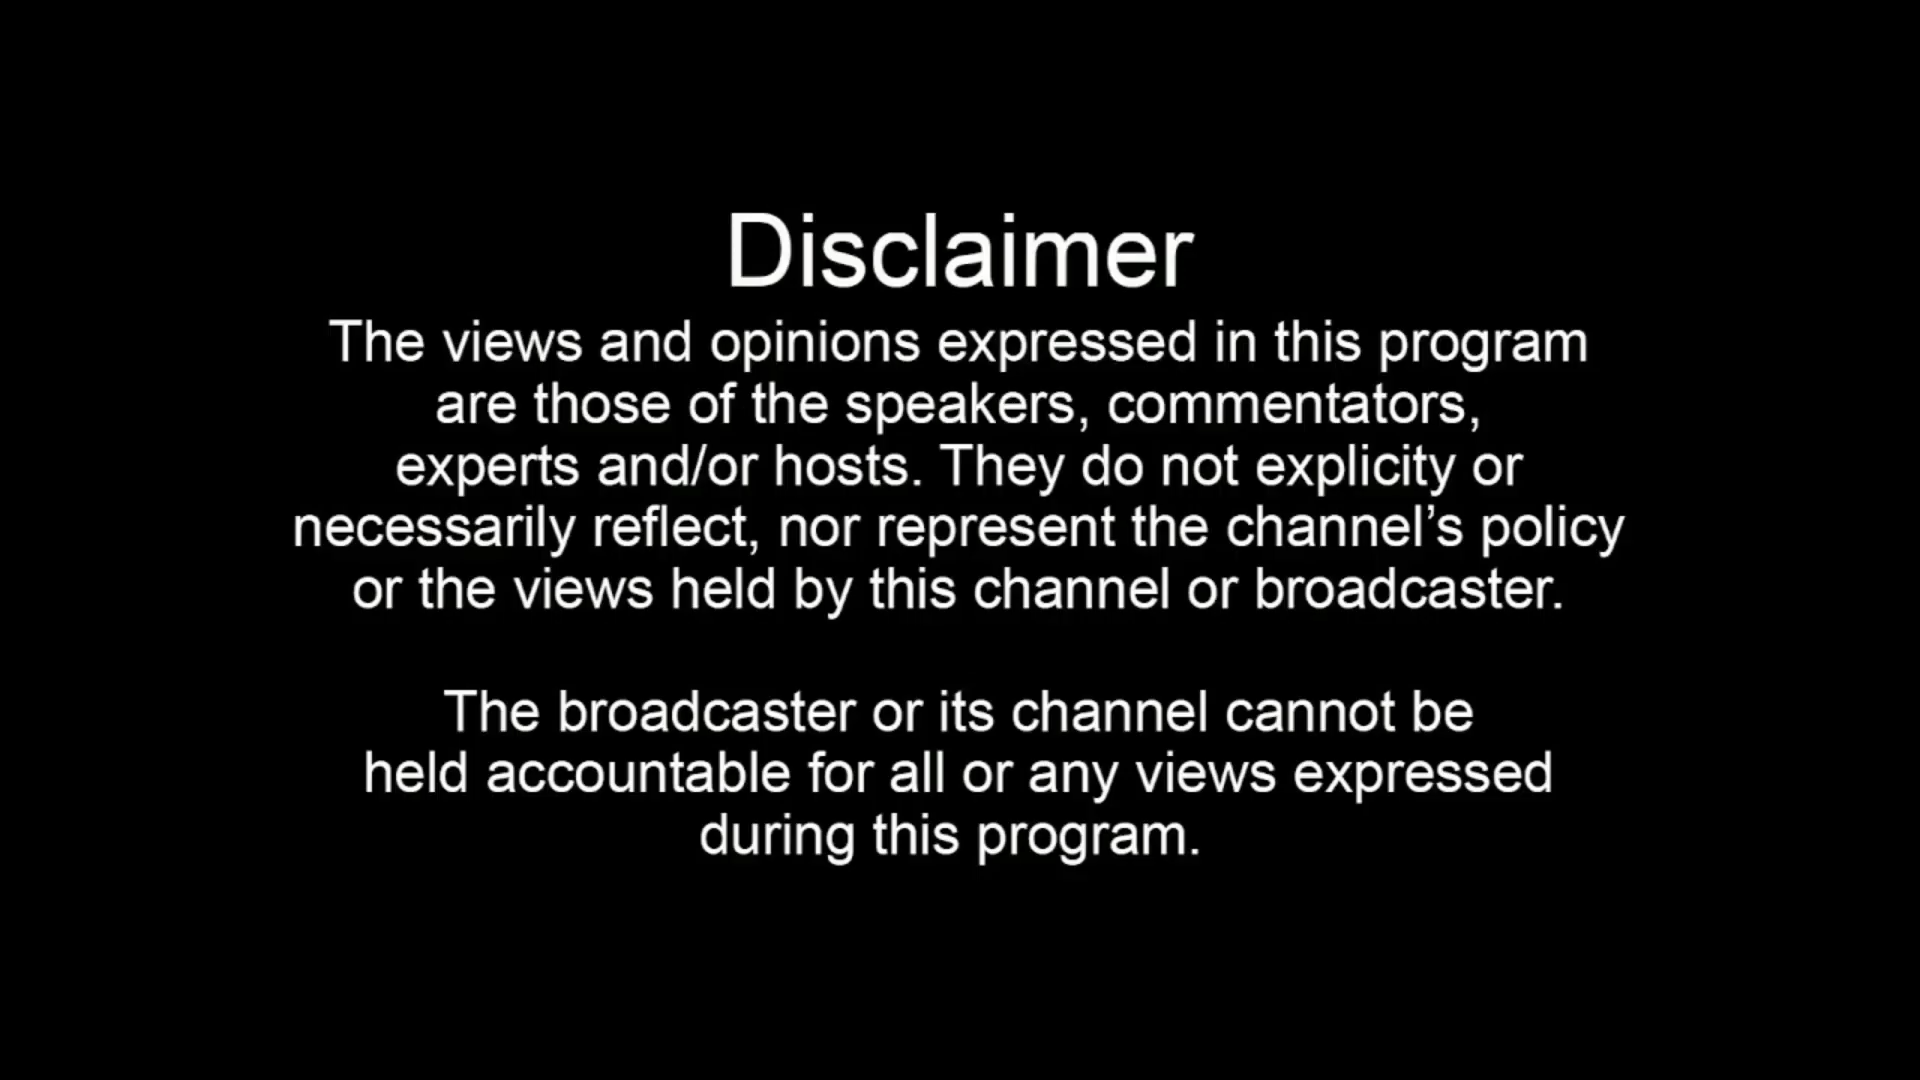 Disclaimer
The views and opinions expressed in this program
are those of the speakers, commentators,
experts and/or hosts. They do not explicity or
necessarily reflect, nor represent the channel’s policy
or the views held by this channel or broadcaster.
The broadcaster or its channel cannot be
held accountable for all or any views expressed
during this program.